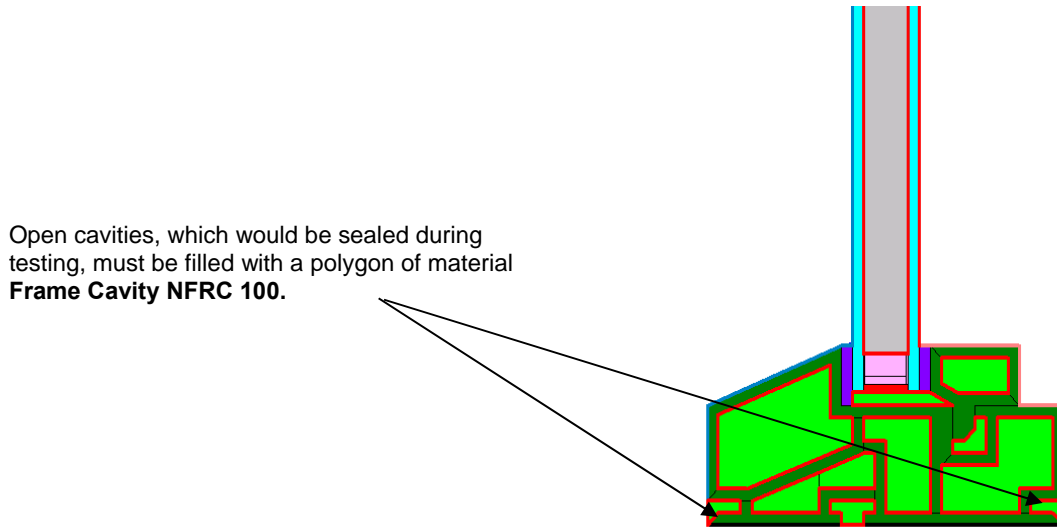 Open cavities, which would be sealed during
testing, must be filled with a polygon of material
Frame Cavity NFRC 100.